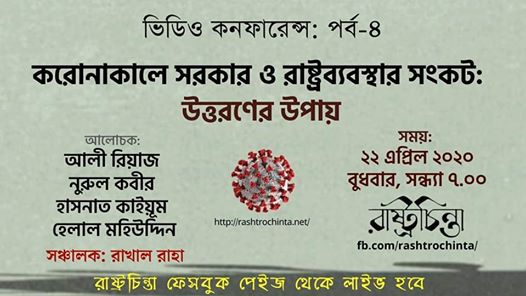 ভিডিও কনফারেন্স: পর্ব-৪
করোনাকালে সরকার ও রাষ্ট্রব্যবস্থার সংকট:
উত্তরণের উপায়
আলোচক:
আলী রিয়াজ
নুরুল কবীর
হাসনাত কাইয়ূম
হেলাল মহিউদ্দিন
সঞ্চালক: রাখাল রাহা
http://rashtrochinta.net/
সময়:
২২ এপ্রিল ২০২০
বুধবার, সন্ধ্যা ৭.০০
রাষ্ট্রচিন্তা
fb.com/rashtrochinta/
রাষ্ট্রচিন্তা ফেসবুক পেইজ থেকে লাইভ হবে